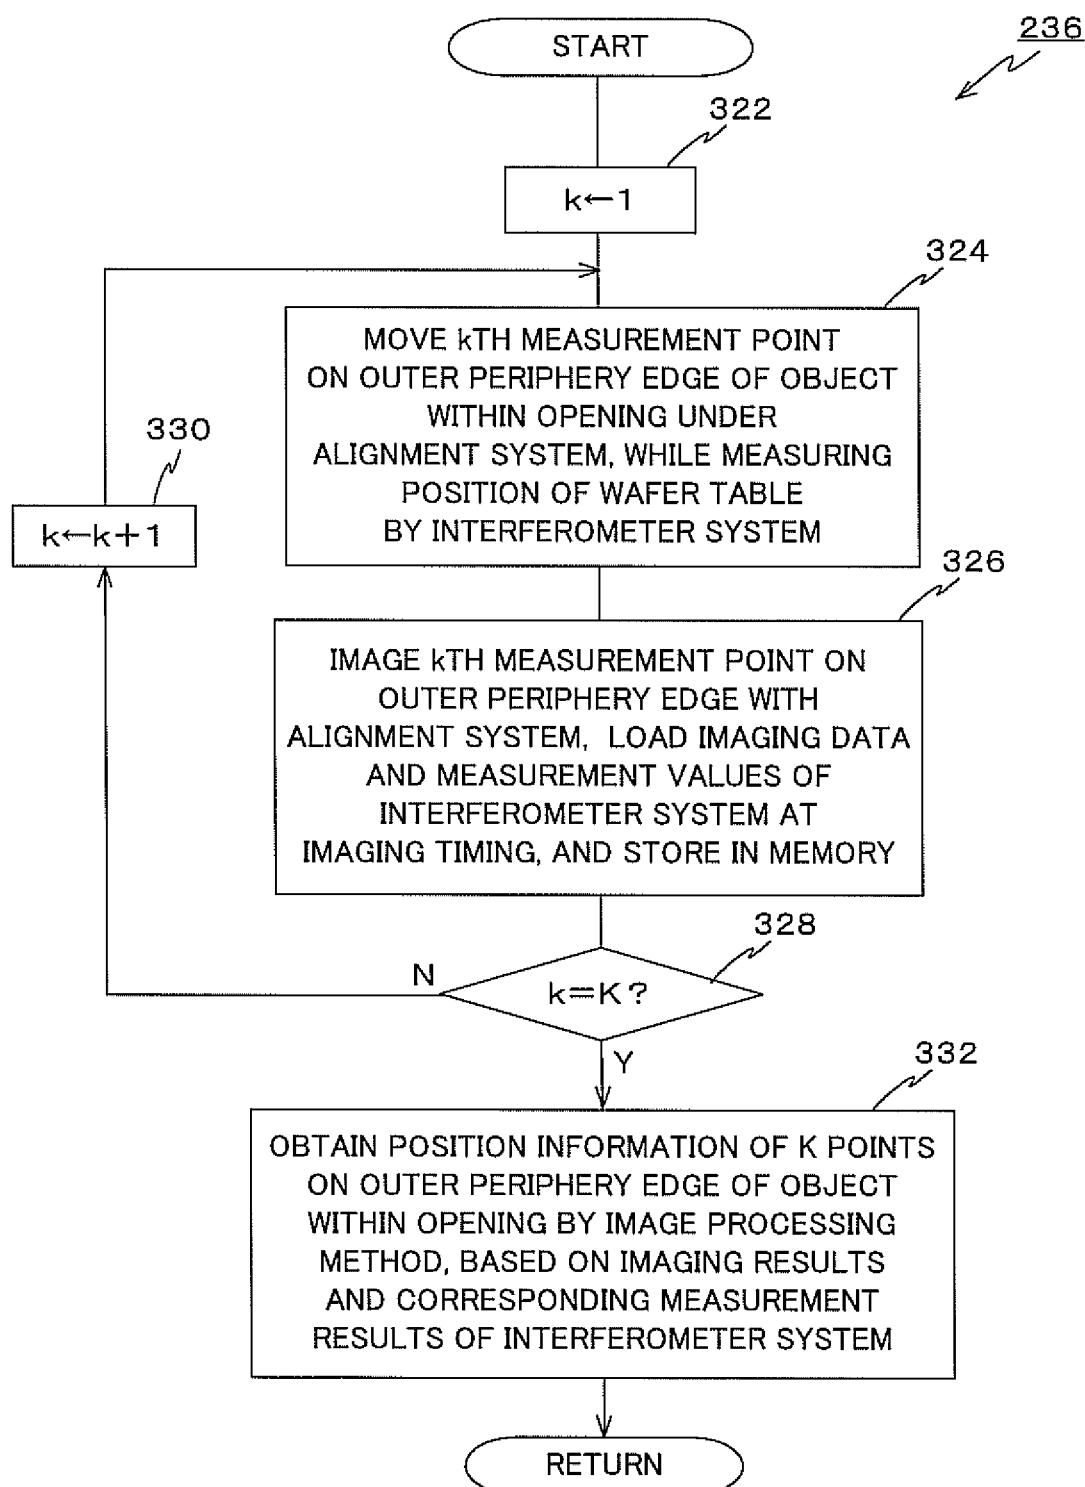 START
236
322
k←1
324
MOVE kTH MEASUREMENT POINT
ON OUTER PERIPHERY EDGE OF OBJECT
WITHIN OPENING UNDER
ALIGNMENT SYSTEM, WHILE MEASURING
POSITION OF WAFER TABLE
BY INTERFEROMETER SYSTEM
330
k←k+1
326
IMAGE kTH MEASUREMENT POINT ON
OUTER PERIPHERY EDGE WITH
ALIGNMENT SYSTEM, LOAD IMAGING DATA
AND MEASUREMENT VALUES OF
INTERFEROMETER SYSTEM AT
IMAGING TIMING, AND STORE IN MEMORY
328
N
k=K?
Y
332
OBTAIN POSITION INFORMATION OF K POINTS
ON OUTER PERIPHERY EDGE OF OBJECT
WITHIN OPENING BY IMAGE PROCESSING
METHOD, BASED ON IMAGING RESULTS
AND CORRESPONDING MEASUREMENT
RESULTS OF INTERFEROMETER SYSTEM
RETURN